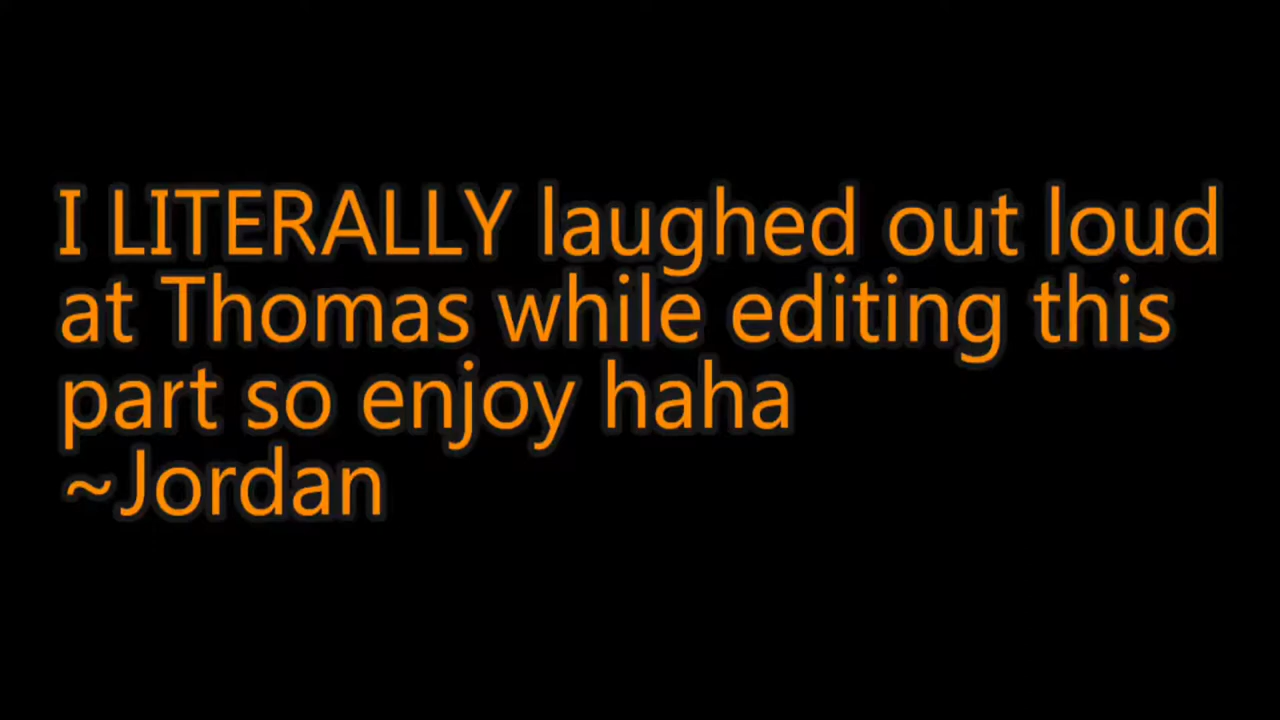 I LITERALLY laughed out loud
at Thomas while editing this
part so enjoy haha
~Jordan